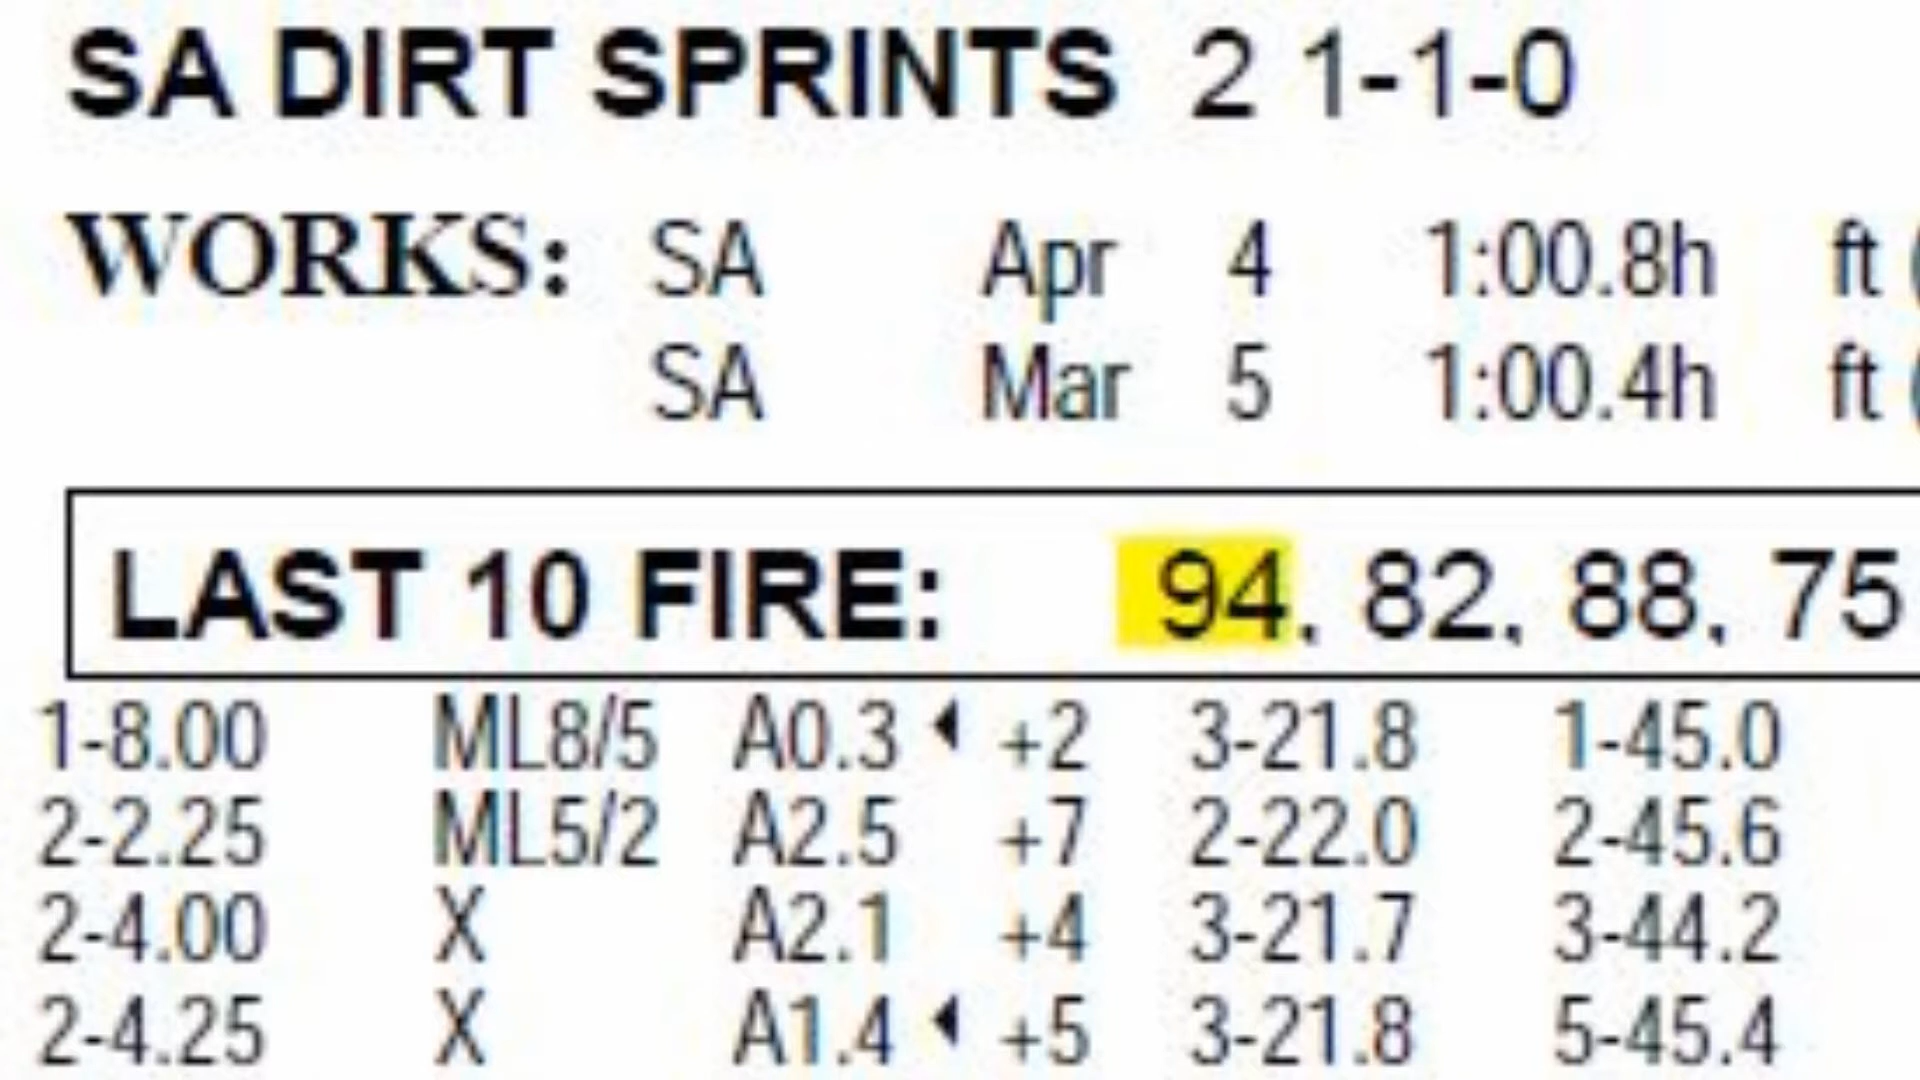 SA DIRT SPRINTS 2 1-1-0
WORKS: SA Apr 4 1:00.8h ft (
SA Mar 5 1:00.4h ft (
LAST 10 FIRE: 94, 82, 88, 75
1-8.00 ML8/5 A0.3 +2 3-21.8 1-45.0
2-2.25 ML5/2 A2.5 +7 2-22.0 2-45.6
2-4.00 X A2.1 +4 3-21.7 3-44.2
2-4.25 X A1.4 +5 3-21.8 5-45.4